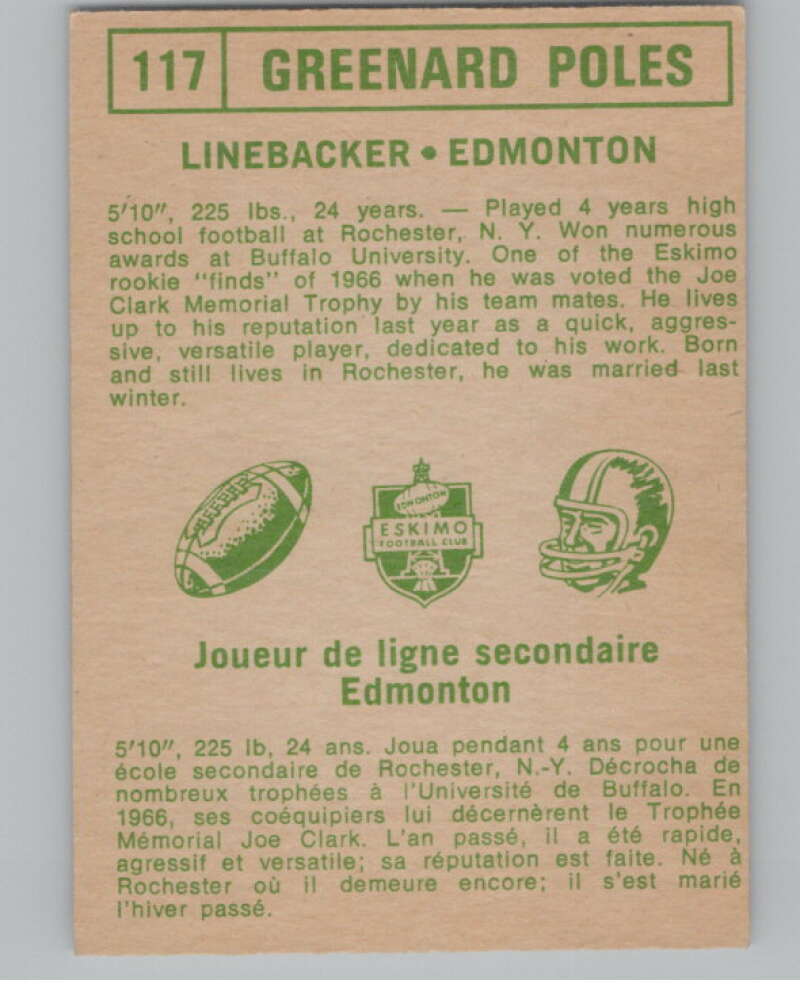 117 GREENARD POLES
LINEBACKER • EDMONTON
5'10", 225 lbs., 24 years. — Played 4 years high
school football at Rochester, N. Y. Won numerous
awards at Buffalo University. One of the Eskimo
rookie "finds" of 1966 when he was voted the Joe
Clark Memorial Trophy by his team mates. He lives
up to his reputation last year as a quick, aggres-
sive, versatile player, dedicated to his work. Born
and still lives in Rochester, he was married last
winter.
EDMONTON
ESKIMO
FOOTBALL CLUB
Joueur de ligne secondaire
Edmonton
5'10", 225 lb, 24 ans. Joua pendant 4 ans pour une
école secondaire de Rochester, N.-Y. Décrocha de
nombreux trophées à l'Université de Buffalo. En
1966, ses coéquipiers lui décernèrent le Trophée
Mémorial Joe Clark. L'an passé, il a été rapide,
agressif et versatile; sa réputation est faite. Né à
Rochester où il demeure encore; il s'est marié
l'hiver passé.